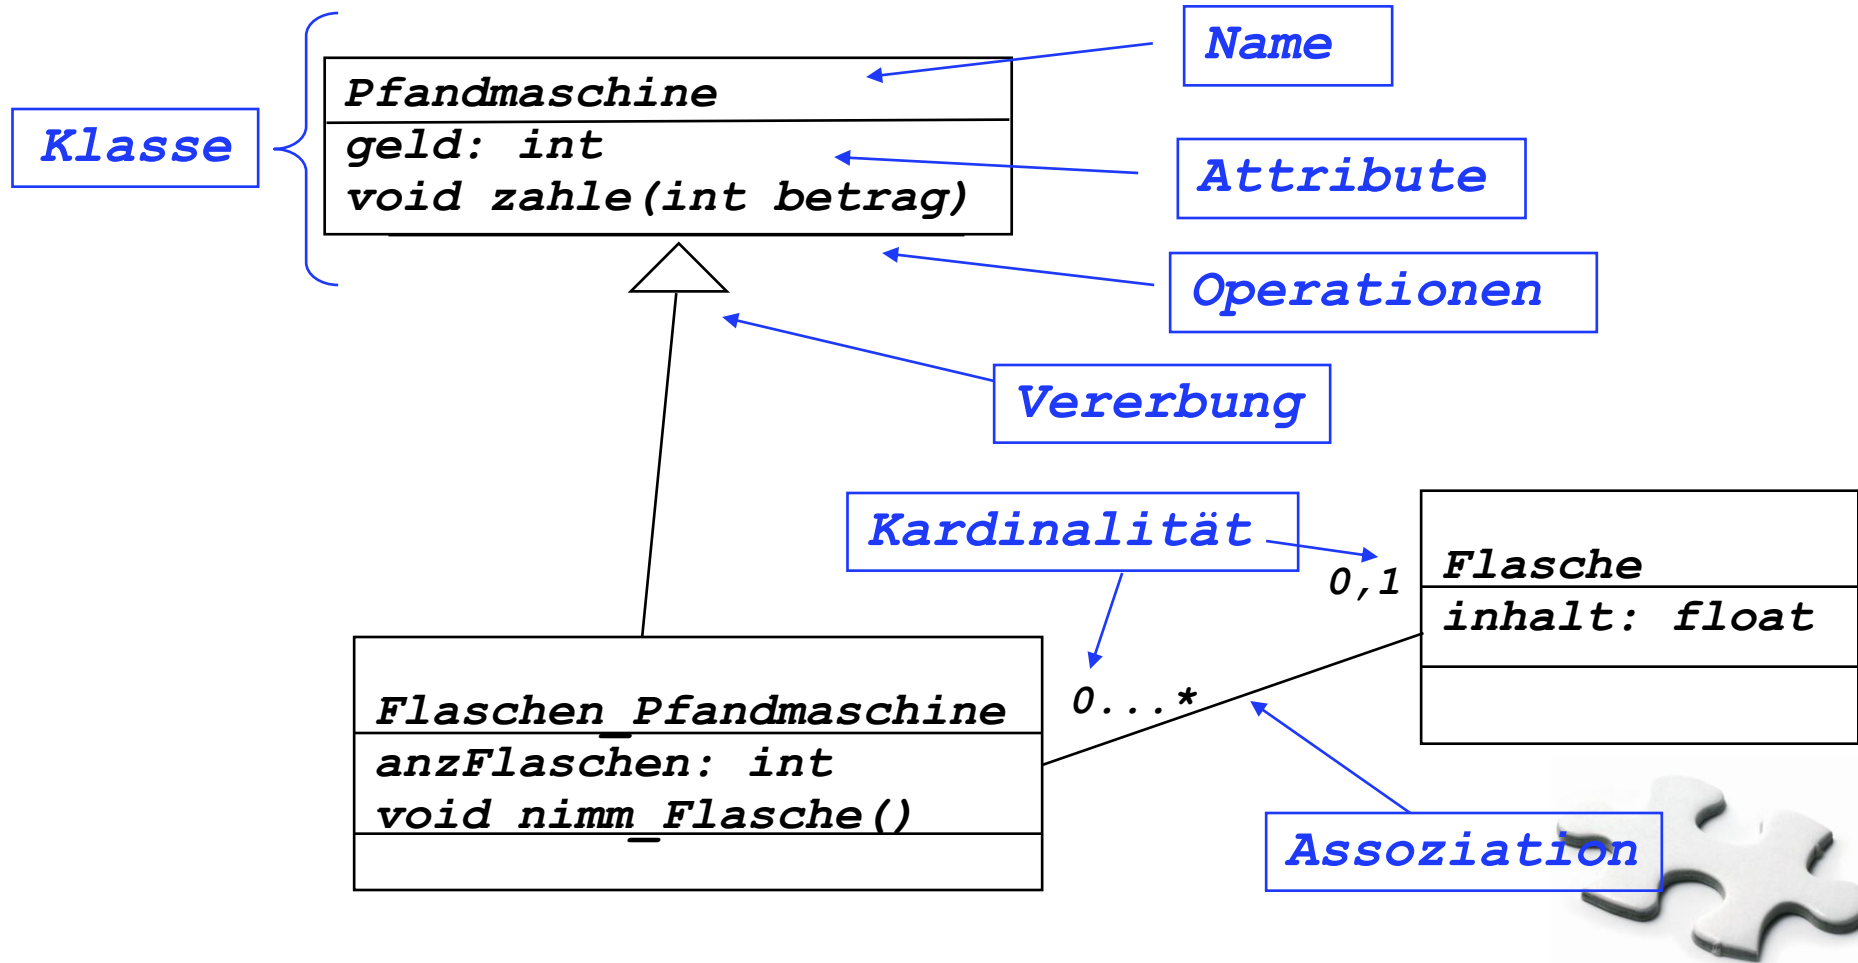 Name
Pfandmaschine
Klasse
geld: int
void zahle(int betrag)
Attribute
Operationen
Vererbung
Kardinalität
0,1
Flasche
inhalt: float
0...*
Flaschen_Pfandmaschine
anzFlaschen: int
void nimm_Flasche()
Assoziation